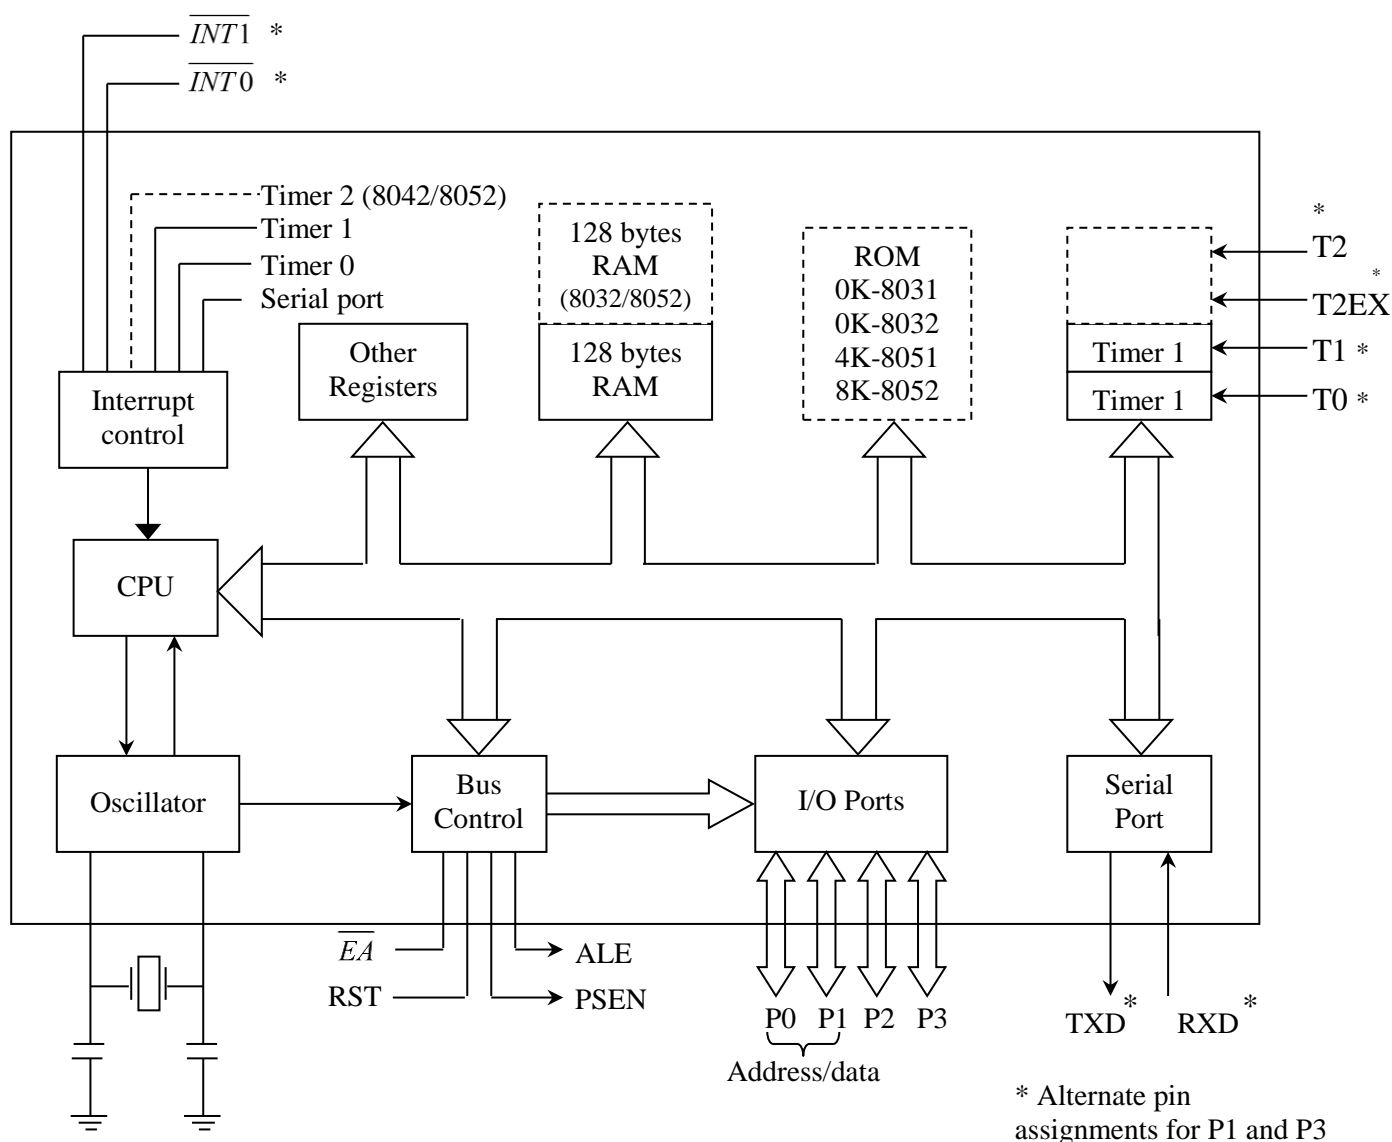 INT1 *
INT0 *
Timer 2 (8042/8052)
Timer 1
Timer 0
Serial port
Interrupt
control
Other
Registers
128 bytes
RAM
(8032/8052)
128 bytes
RAM
ROM
0K-8031
0K-8032
4K-8051
8K-8052
Timer 1
Timer 1
*
T2
*
T2EX
T1 *
T0 *
CPU
Oscillator
Bus
Control
I/O Ports
Serial
Port
EA
RST
ALE
PSEN
P0 P1 P2 P3
Address/data
TXD* RXD*
* Alternate pin
assignments for P1 and P3